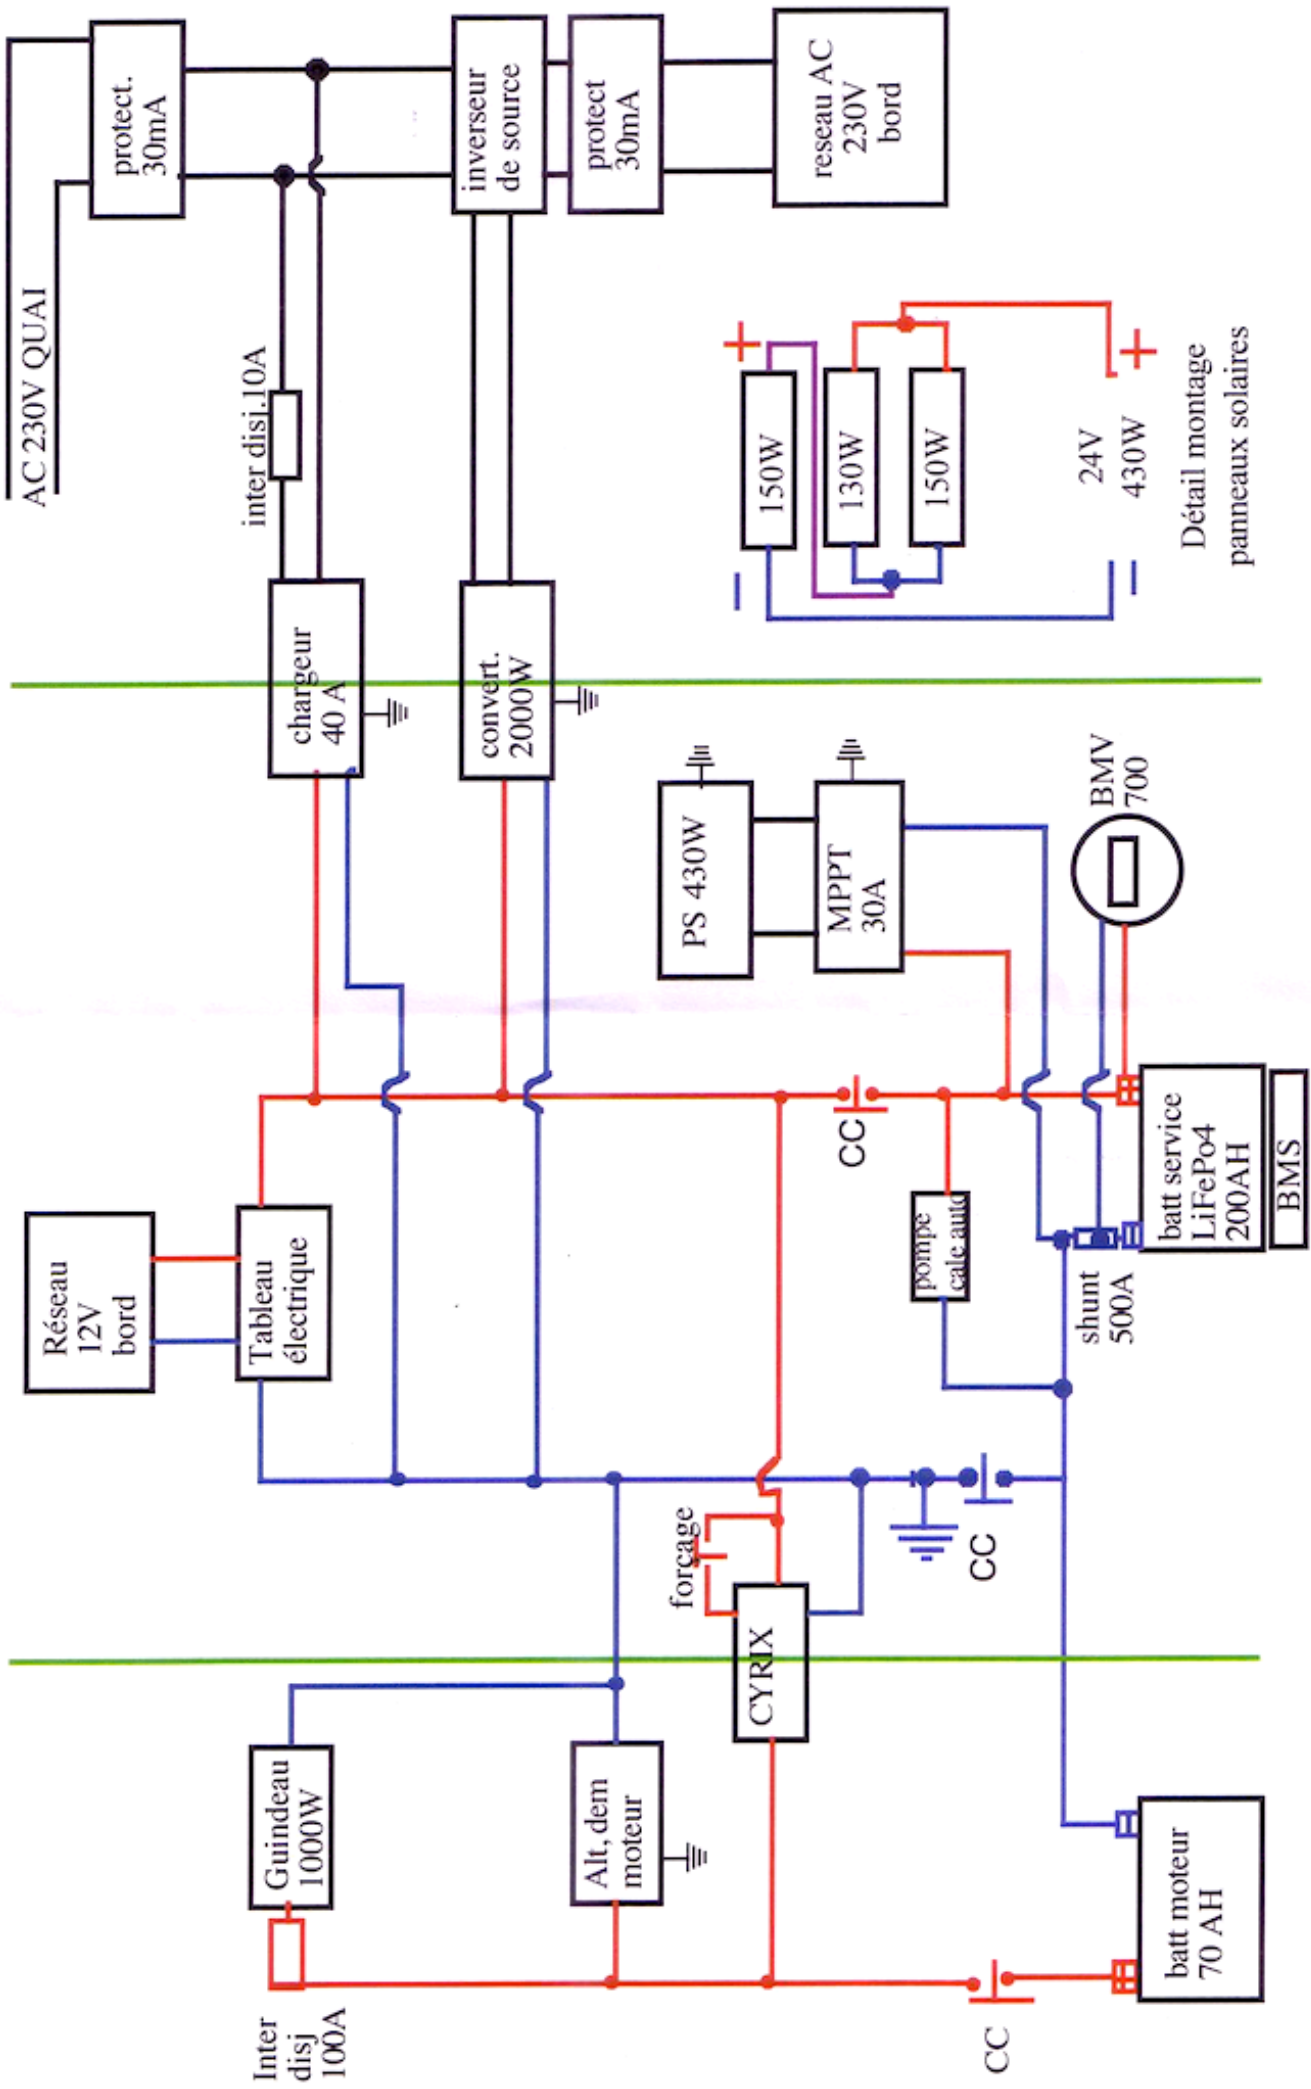 AC 230V QUAI
protect.
30mA
inter disj.10A
inverseur
de source
protect
30mA
reseau AC
230V
bord
chargeur
40 A
convert.
2000W
150W
130W
150W
+
−
24V
430W
+
−
Détail montage
panneaux solaires
Réseau
12V
bord
Tableau
électrique
PS 430W
MPPT
30A
BMV
700
CC
pompe
cale auto
shunt
500A
batt service
LiFePo4
200AH
BMS
forçage
CYRIX
CC
Guindeau
1000W
Inter
disj
100A
Alt, dem
moteur
CC
batt moteur
70 AH